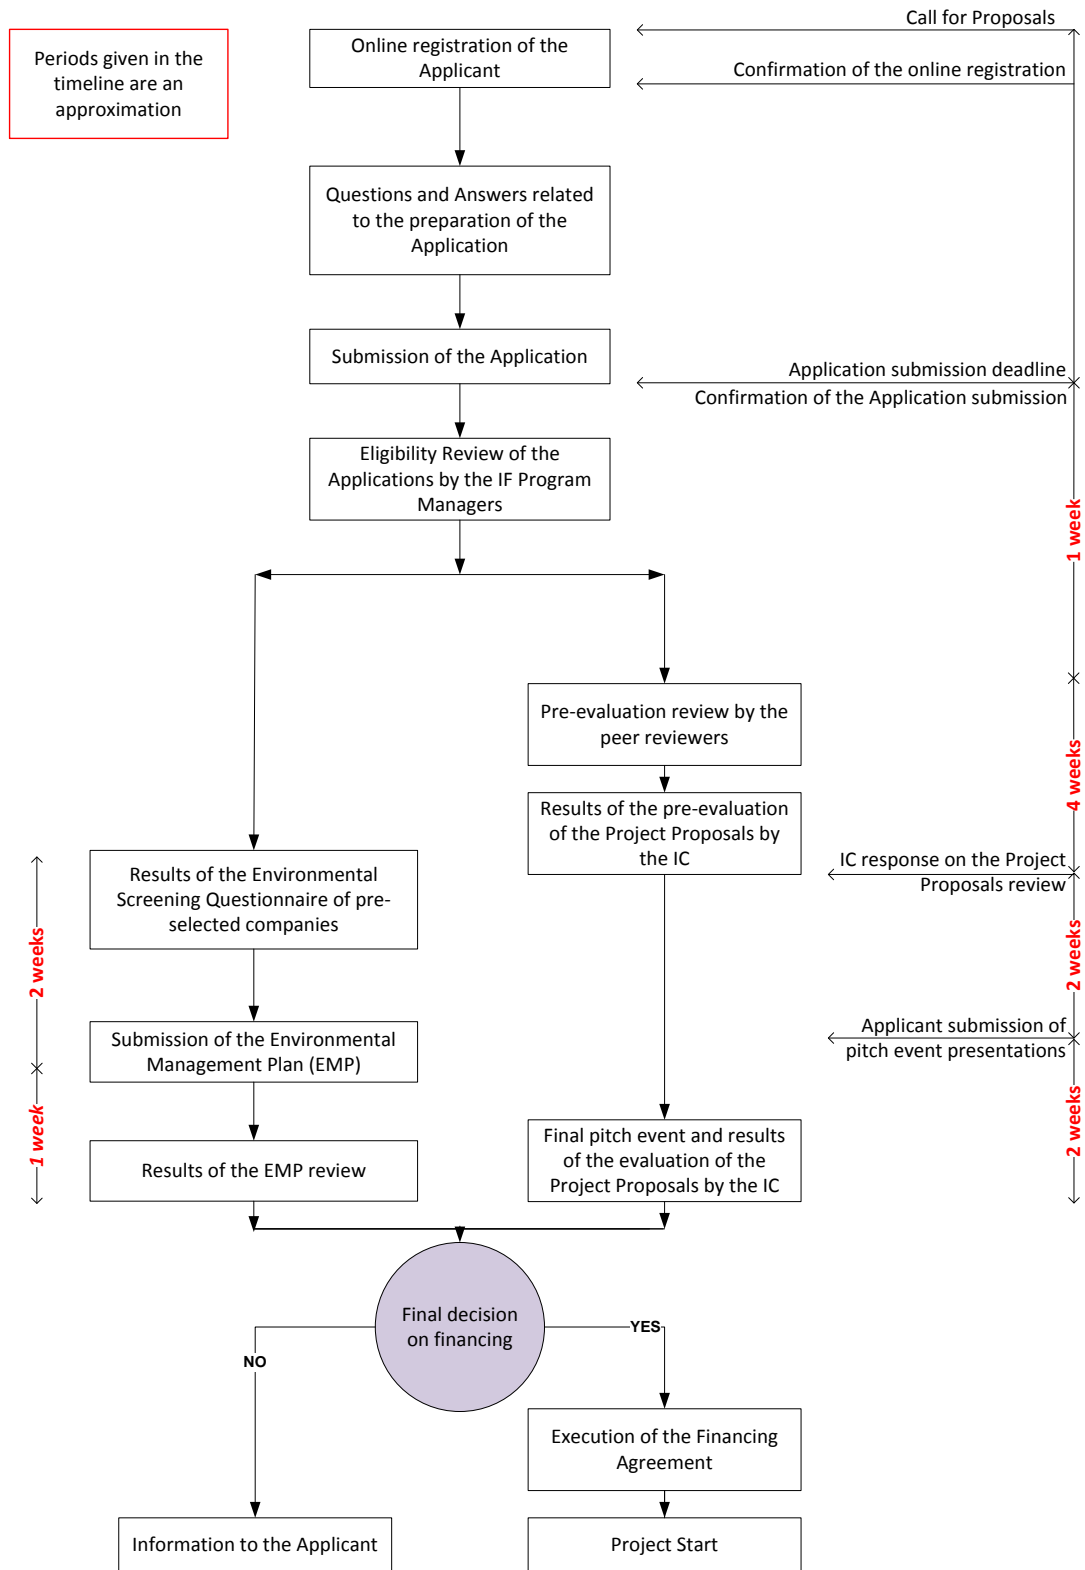 Periods given in the
timeline are an
approximation
Online registration of the
Applicant
Call for Proposals
Confirmation of the online registration
Questions and Answers related
to the preparation of the
Application
Submission of the Application
Application submission deadline
Confirmation of the Application submission
Eligibility Review of the
Applications by the IF Program
Managers
1 week
Pre-evaluation review by the
peer reviewers
4 weeks
Results of the pre-evaluation
of the Project Proposals by
the IC
IC response on the Project
Proposals review
Results of the Environmental
Screening Questionnaire of pre-
selected companies
2 weeks
2 weeks
Submission of the Environmental
Management Plan (EMP)
Applicant submission of
pitch event presentations
1 week
Results of the EMP review
Final pitch event and results
of the evaluation of the
Project Proposals by the IC
2 weeks
Final decision
on financing
NO
YES
Execution of the Financing
Agreement
Information to the Applicant
Project Start